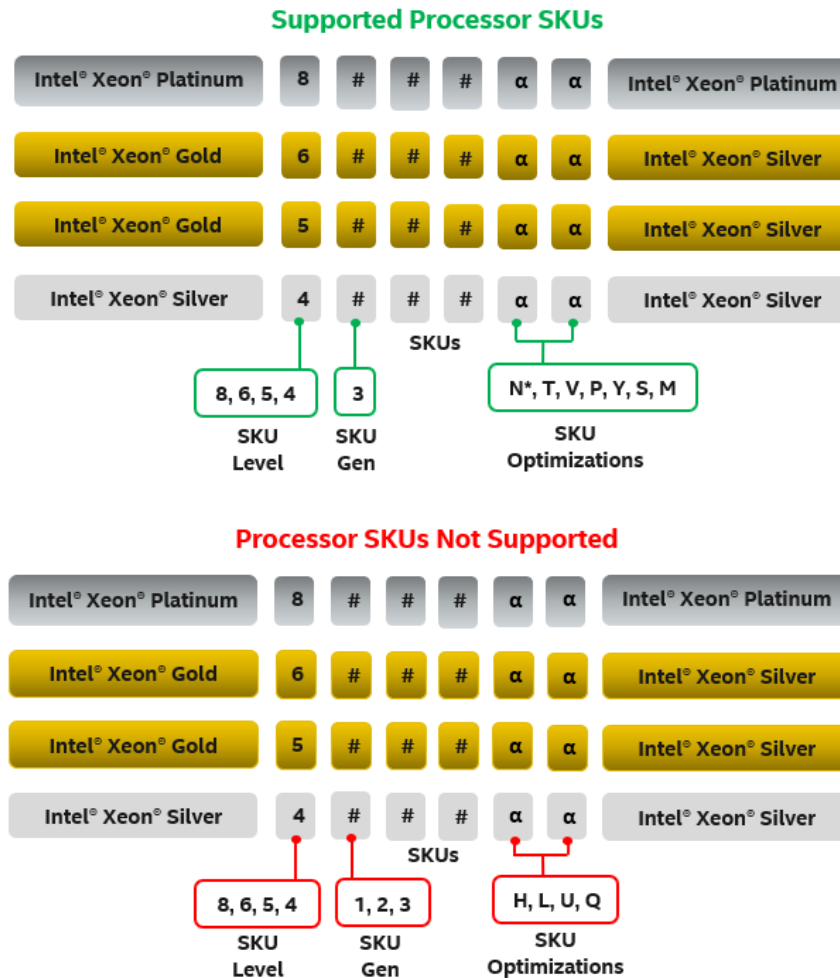 Supported Processor SKUs
Intel® Xeon® Platinum 8 # # # α α Intel® Xeon® Platinum
Intel® Xeon® Gold 6 # # # α α Intel® Xeon® Silver
Intel® Xeon® Gold 5 # # # α α Intel® Xeon® Silver
Intel® Xeon® Silver 4 # # # α α Intel® Xeon® Silver
SKUs
8, 6, 5, 4 3 N*, T, V, P, Y, S, M
SKU SKU SKU
Level Gen Optimizations
Processor SKUs Not Supported
Intel® Xeon® Platinum 8 # # # α α Intel® Xeon® Platinum
Intel® Xeon® Gold 6 # # # α α Intel® Xeon® Silver
Intel® Xeon® Gold 5 # # # α α Intel® Xeon® Silver
Intel® Xeon® Silver 4 # # # α α Intel® Xeon® Silver
SKUs
8, 6, 5, 4 1, 2, 3 H, L, U, Q
SKU SKU SKU
Level Gen Optimizations